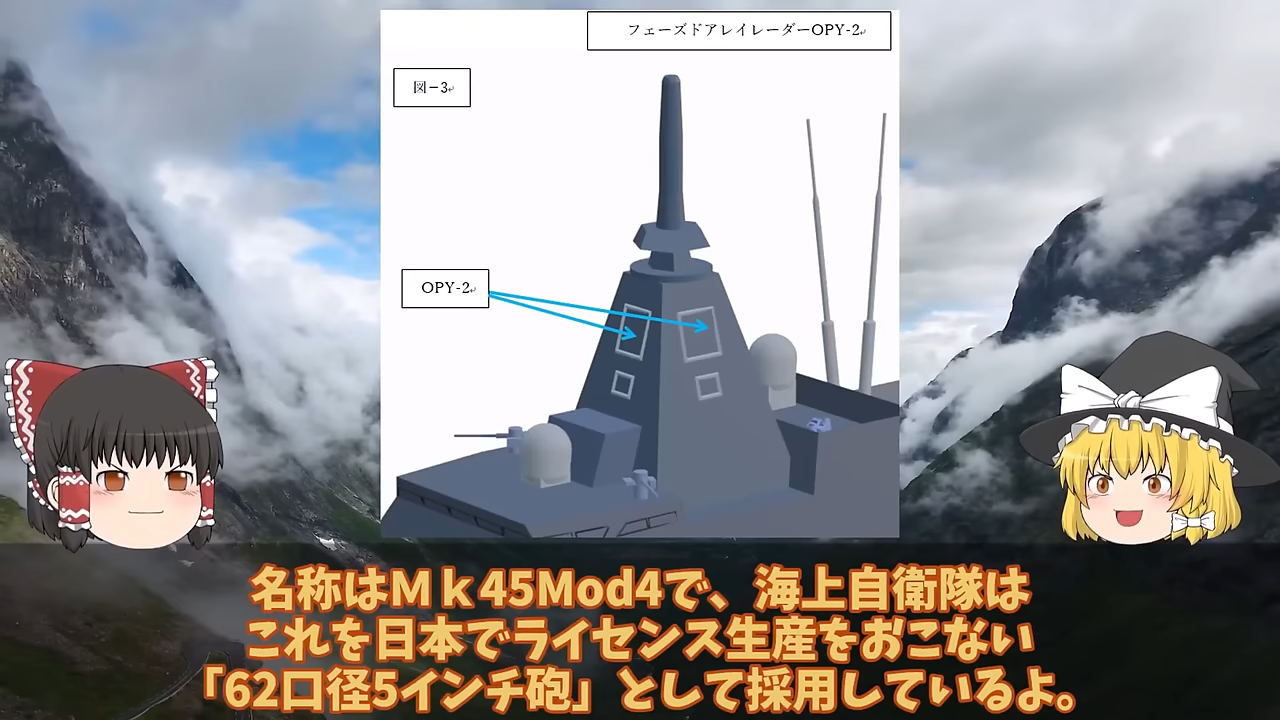 フェーズドアレイレーダーOPY-2
図－3
OPY-2
名称はＭｋ45Mod4で、海上自衛隊は
これを日本でライセンス生産をおこない
「62口径5インチ砲」として採用しているよ。